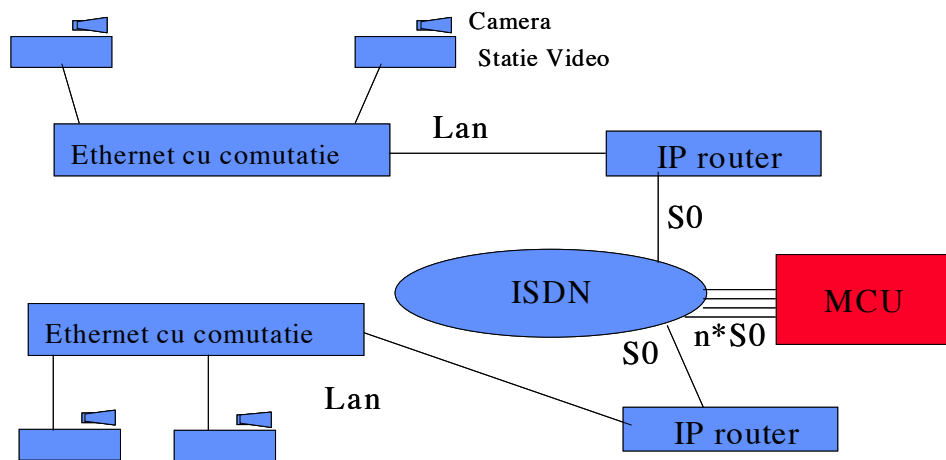 Camera
Statie Video
Lan
Ethernet cu comutatie
IP router
S0
ISDN
MCU
Ethernet cu comutatie
n*S0
S0
Lan
IP router